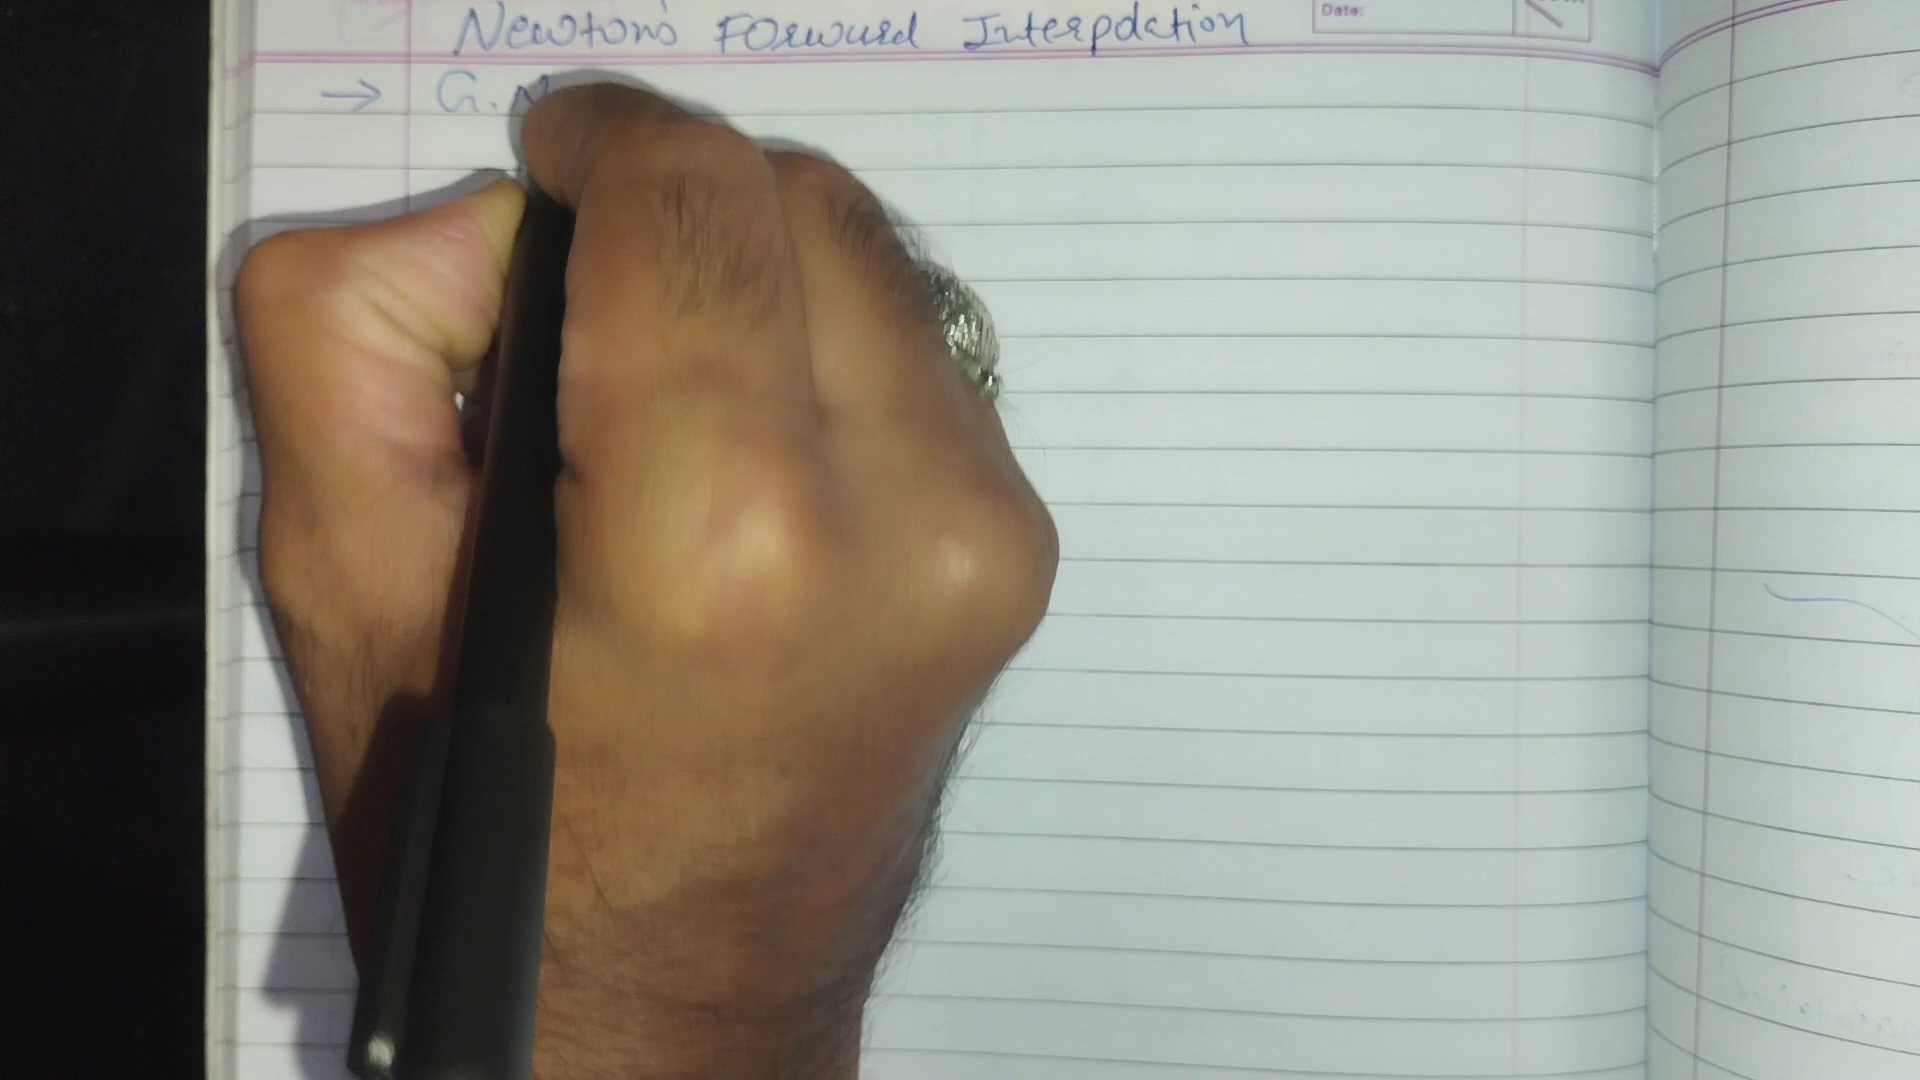 Newton's Forward Interpolation
Date:
→ G.N